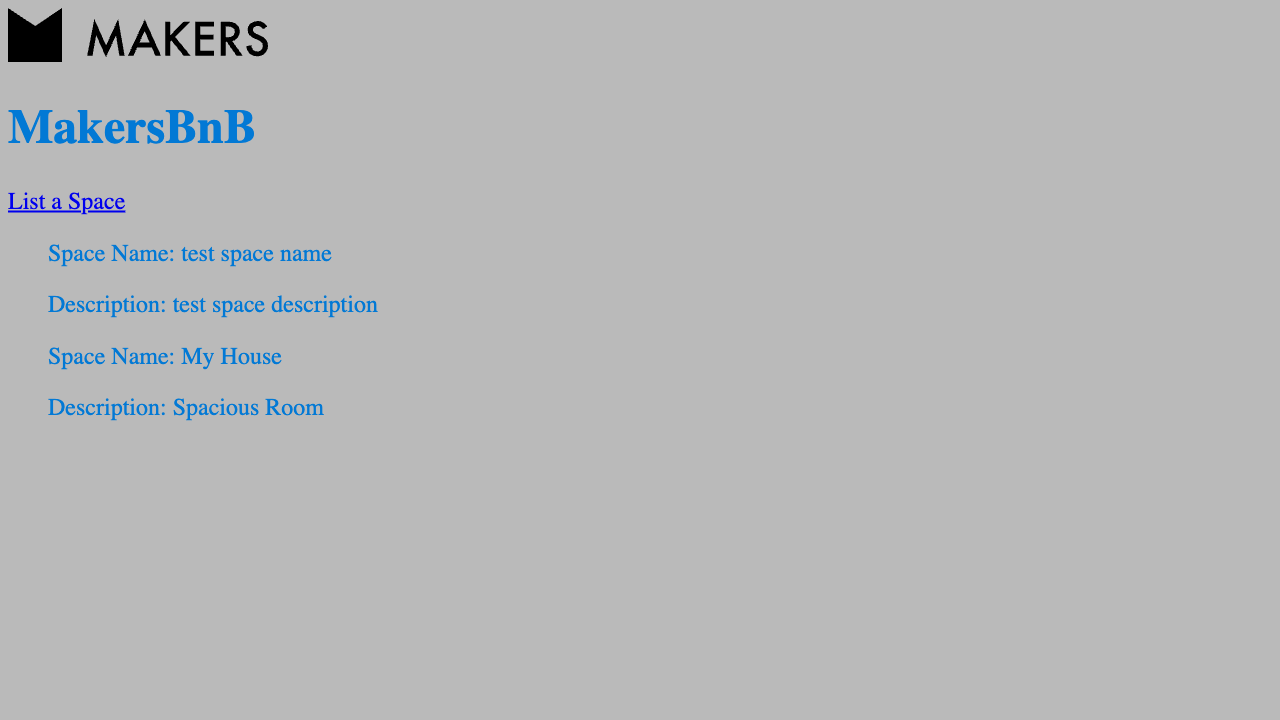 MAKERS
MakersBnB
List a Space
Space Name: test space name
Description: test space description
Space Name: My House
Description: Spacious Room